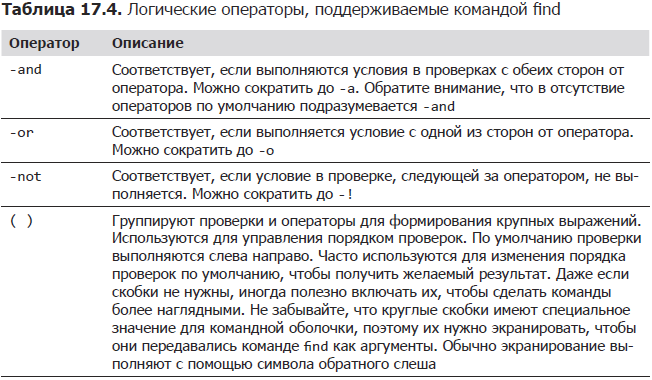 Таблица 17.4. Логические операторы, поддерживаемые командой find
Оператор Описание
-and Соответствует, если выполняются условия в проверках с обеих сторон от
оператора. Можно сократить до -a. Обратите внимание, что в отсутствие
операторов по умолчанию подразумевается -and
-or Соответствует, если выполняется условие с одной из сторон от оператора.
Можно сократить до -o
-not Соответствует, если условие в проверке, следующей за оператором, не вы-
полняется. Можно сократить до -!
( ) Группируют проверки и операторы для формирования крупных выражений.
Используются для управления порядком проверок. По умолчанию проверки
выполняются слева направо. Часто используются для изменения порядка
проверок по умолчанию, чтобы получить желаемый результат. Даже если
скобки не нужны, иногда полезно включать их, чтобы сделать команды
более наглядными. Не забывайте, что круглые скобки имеют специальное
значение для командной оболочки, поэтому их нужно экранировать, чтобы
они передавались команде find как аргументы. Обычно экранирование вы-
полняют с помощью символа обратного слеша